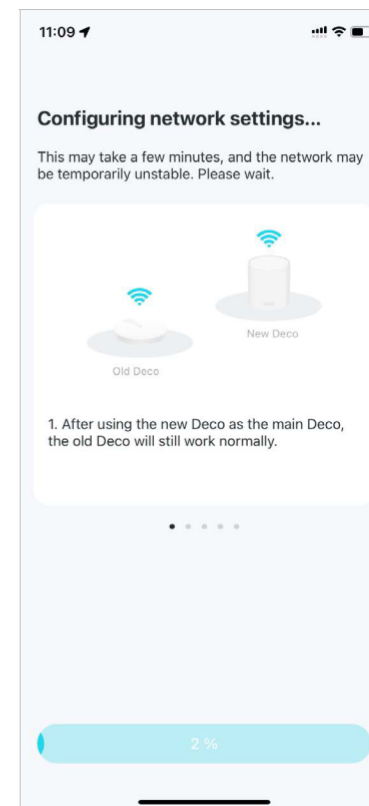 11:09
Configuring network settings...
This may take a few minutes, and the network may
be temporarily unstable. Please wait.
New Deco
Old Deco
1. After using the new Deco as the main Deco,
the old Deco will still work normally.
2 %